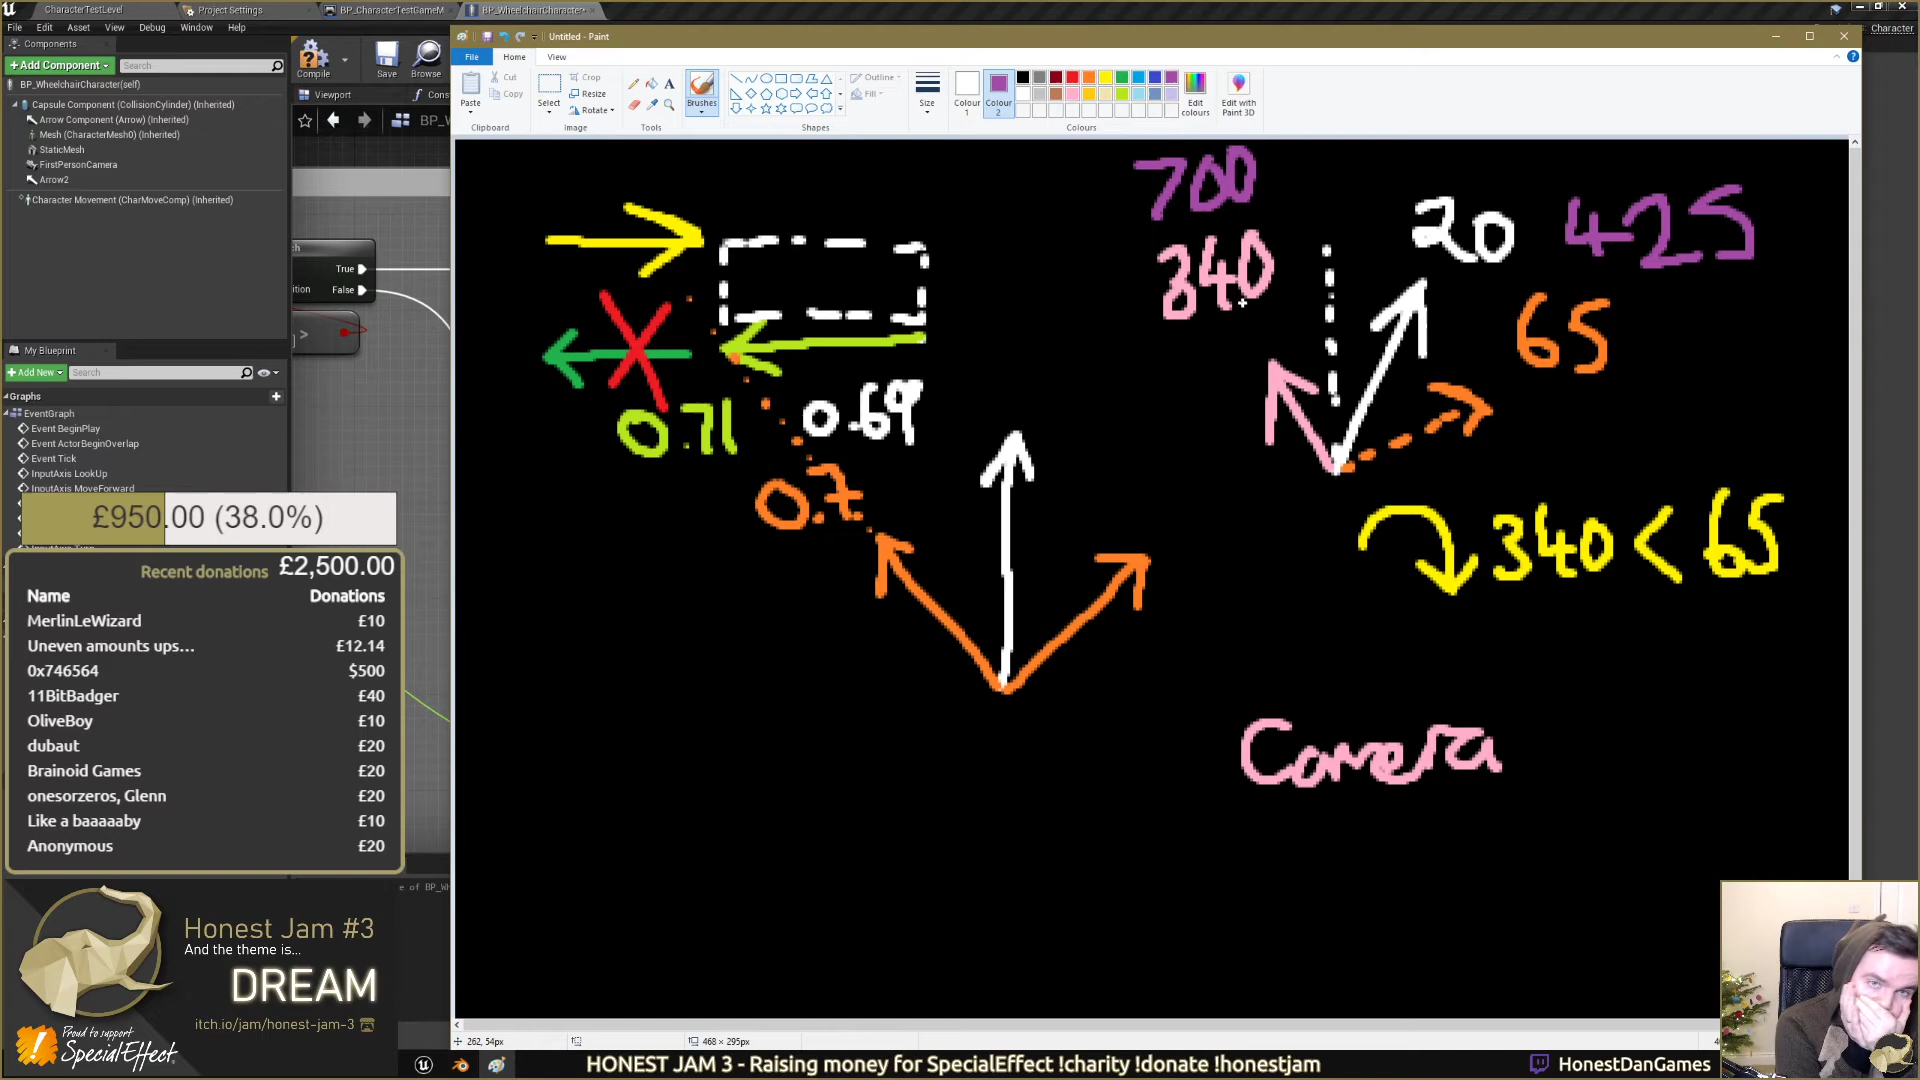 CharacterTestLevel
Project Settings
BP_CharacterTestGameM
BP_WheelchairCharacter
File Edit Asset View Debug Window Help
Character
Components
Add Component
Search
BP_WheelchairCharacter(self)
Capsule Component (CollisionCylinder) (Inherited)
Arrow Component (Arrow) (Inherited)
Mesh (CharacterMesh0) (Inherited)
StaticMesh
FirstPersonCamera
Arrow2
Character Movement (CharMoveComp) (Inherited)
Compile
Save
Browse
Viewport
True
False
My Blueprint
Add New
Search
Graphs
EventGraph
Event BeginPlay
Event ActorBeginOverlap
Event Tick
InputAxis LookUp
InputAxis MoveForward
Untitled - Paint
File Home View
Paste
Cut
Copy
Clipboard
Select
Crop
Resize
Rotate
Image
A
Tools
Brushes
Shapes
Outline
Fill
Size
Colour 1
Colour 2
Edit colours
Edit with Paint 3D
Colours
700
340
20
425
65
0.71
0.69
0.7
340 < 65
Camera
£950.00 (38.0%)
Recent donations £2,500.00
Name Donations
MerlinLeWizard £10
Uneven amounts ups... £12.14
0x746564 $500
11BitBadger £40
OliveBoy £10
dubaut £20
Brainoid Games £20
onesorzeros, Glenn £20
Like a baaaaaby £10
Anonymous £20
Honest Jam #3
And the theme is...
DREAM
itch.io/jam/honest-jam-3
Proud to support
SpecialEffect
262, 54px
468 × 295px
HONEST JAM 3 - Raising money for SpecialEffect !charity !donate !honestjam
HonestDanGames